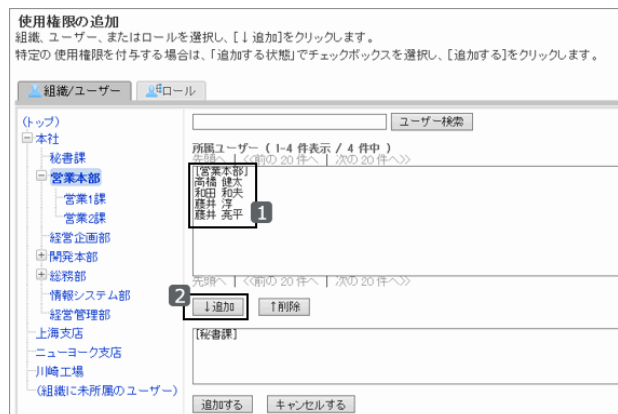 使用権限の追加
組織、ユーザー、またはロールを選択し、[↓追加]をクリックします。
特定の使用権限を付与する場合は、「追加する状態」でチェックボックスを選択し、[追加する]をクリックします。
組織/ユーザー
ロール
(トップ)
本社
秘書課
営業本部
営業1課
営業2課
経営企画部
開発本部
総務部
情報システム部
経営管理部
上海支店
ニューヨーク支店
川崎工場
(組織に未所属のユーザー)
ユーザー検索
所属ユーザー ( 1-4 件表示 / 4 件中 )
先頭へ | <<前の 20 件へ | 次の 20 件へ>>
[営業本部]
高橋 健太
和田 和夫
藤井 淳
藤井 亮平
1
先頭へ | <<前の 20 件へ | 次の 20 件へ>>
2
↓追加
↑削除
[秘書課]
追加する
キャンセルする